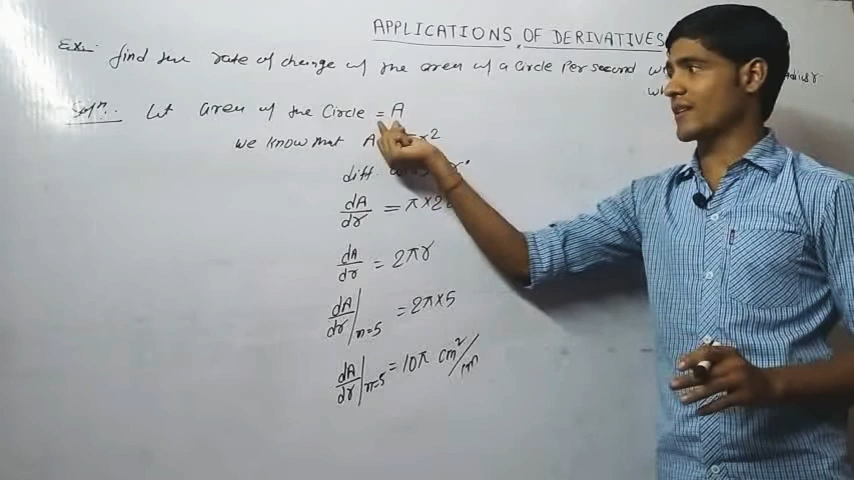 APPLICATIONS OF DERIVATIVES
Ex:- find the rate of change of the area of a Circle Per second
Solⁿ:- Let area of the Circle = A
we know that A
diff.
dA/dr = π×2
dA/dr = 2πr
dA/dr|n=5 = 2π×5
dA/dr|n=5 = 10π cm²/